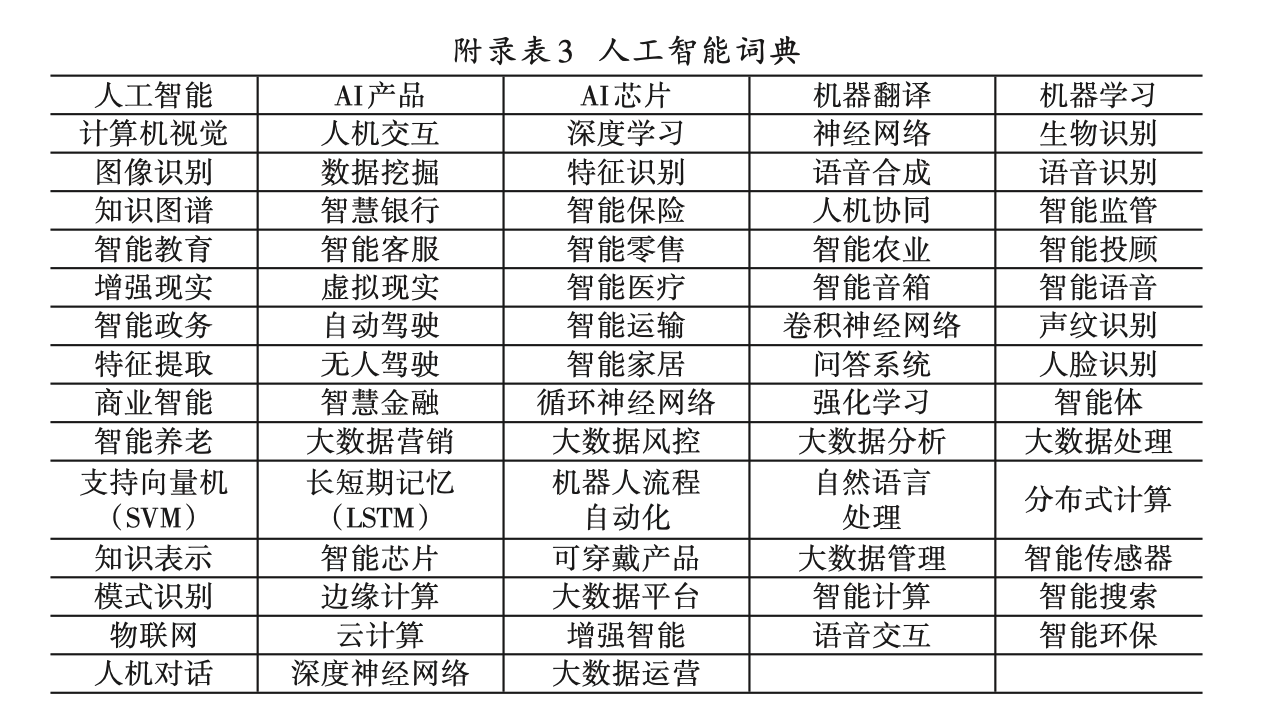 附录表3 人工智能词典
人工智能 AI产品 AI芯片 机器翻译 机器学习
计算机视觉 人机交互 深度学习 神经网络 生物识别
图像识别 数据挖掘 特征识别 语音合成 语音识别
知识图谱 智慧银行 智能保险 人机协同 智能监管
智能教育 智能客服 智能零售 智能农业 智能投顾
增强现实 虚拟现实 智能医疗 智能音箱 智能语音
智能政务 自动驾驶 智能运输 卷积神经网络 声纹识别
特征提取 无人驾驶 智能家居 问答系统 人脸识别
商业智能 智慧金融 循环神经网络 强化学习 智能体
智能养老 大数据营销 大数据风控 大数据分析 大数据处理
支持向量机 长短期记忆 机器人流程 自然语言 分布式计算
（SVM） （LSTM） 自动化 处理
知识表示 智能芯片 可穿戴产品 大数据管理 智能传感器
模式识别 边缘计算 大数据平台 智能计算 智能搜索
物联网 云计算 增强智能 语音交互 智能环保
人机对话 深度神经网络 大数据运营